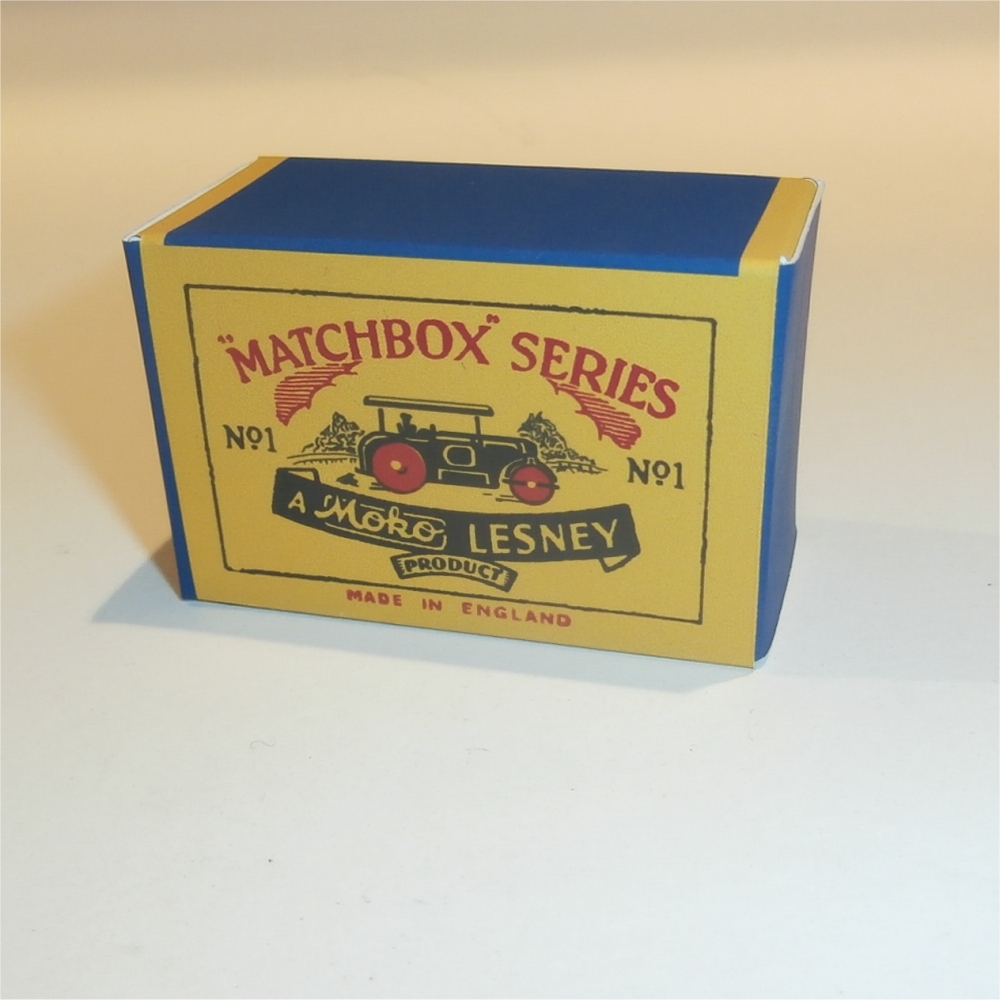 "MATCHBOX" SERIES
Nº1 Nº1
A Moko LESNEY
PRODUCT
MADE IN ENGLAND